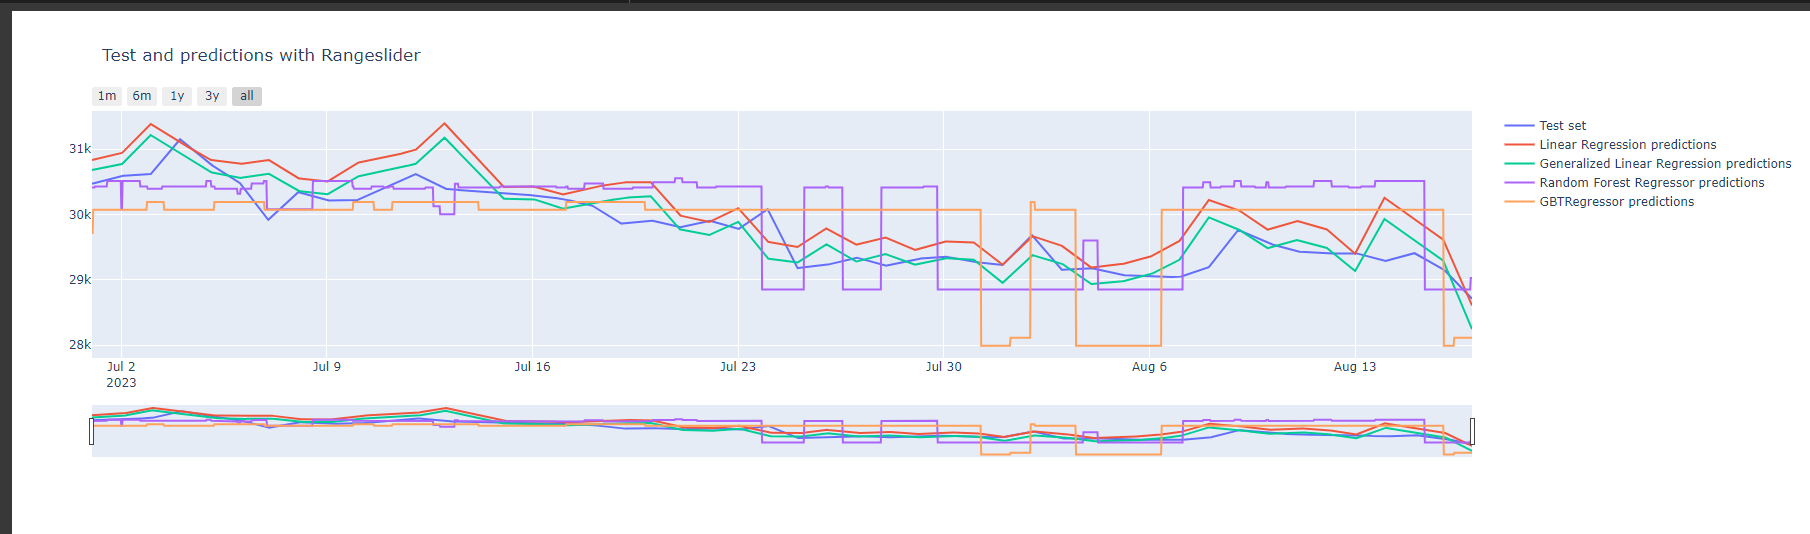 Test and predictions with Rangeslider
1m 6m 1y 3y all
31k
30k
29k
28k
Jul 2
2023
Jul 9
Jul 16
Jul 23
Jul 30
Aug 6
Aug 13
Test set
Linear Regression predictions
Generalized Linear Regression predictions
Random Forest Regressor predictions
GBTRegressor predictions